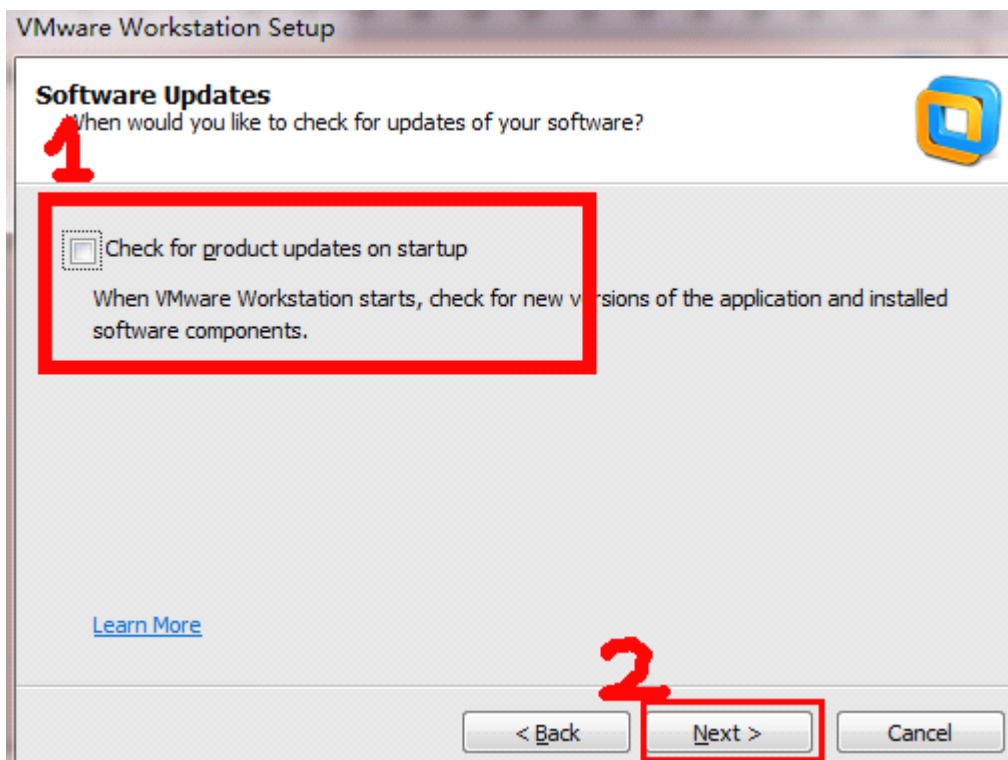 VMware Workstation Setup
Software Updates
When would you like to check for updates of your software?
1
Check for product updates on startup
When VMware Workstation starts, check for new versions of the application and installed
software components.
Learn More
2
< Back
Next >
Cancel